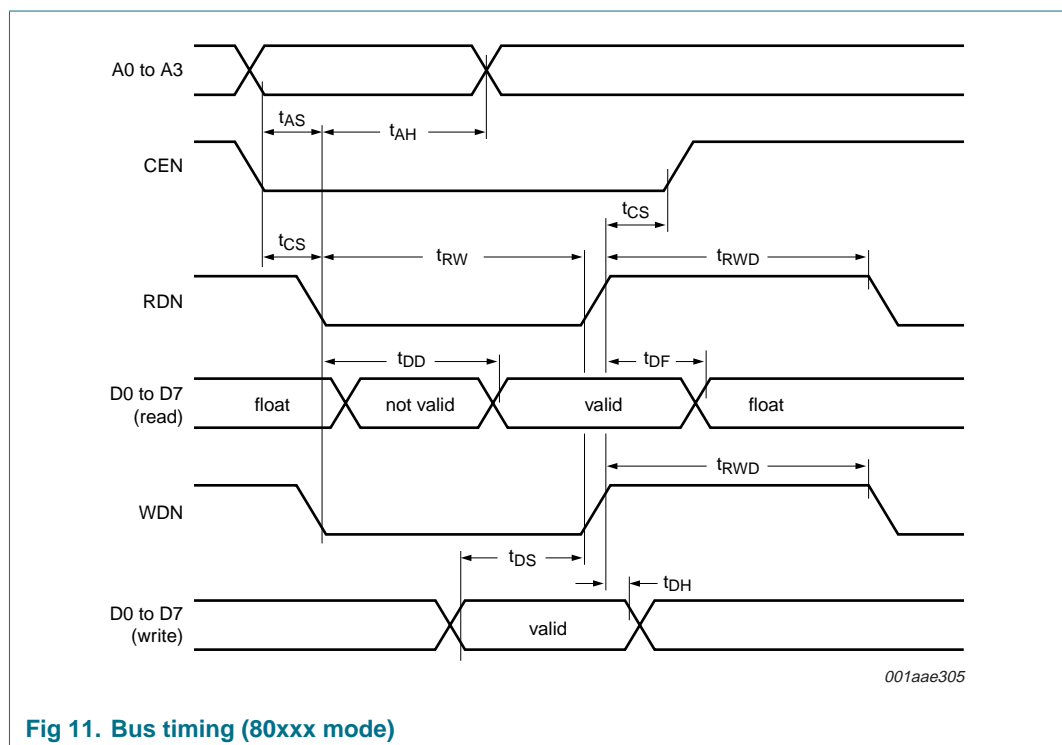 A0 to A3
tAS
tAH
CEN
tCS
tCS
tRW
tRWD
RDN
tDD
tDF
D0 to D7
(read)
float
not valid
valid
float
tRWD
WDN
tDS
tDH
D0 to D7
(write)
valid
001aae305
Fig 11. Bus timing (80xxx mode)